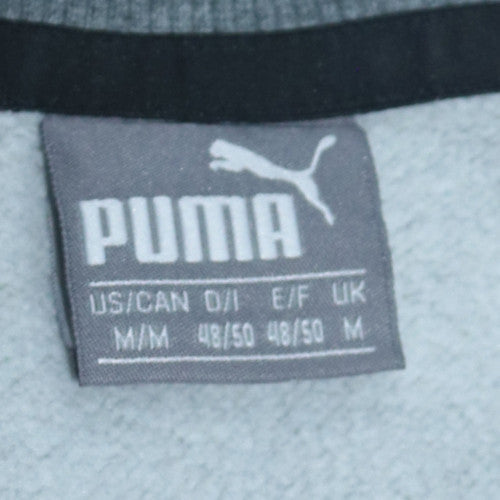 PUMA
US/CAN D/I E/F UK
M/M 48/50 48/50 M